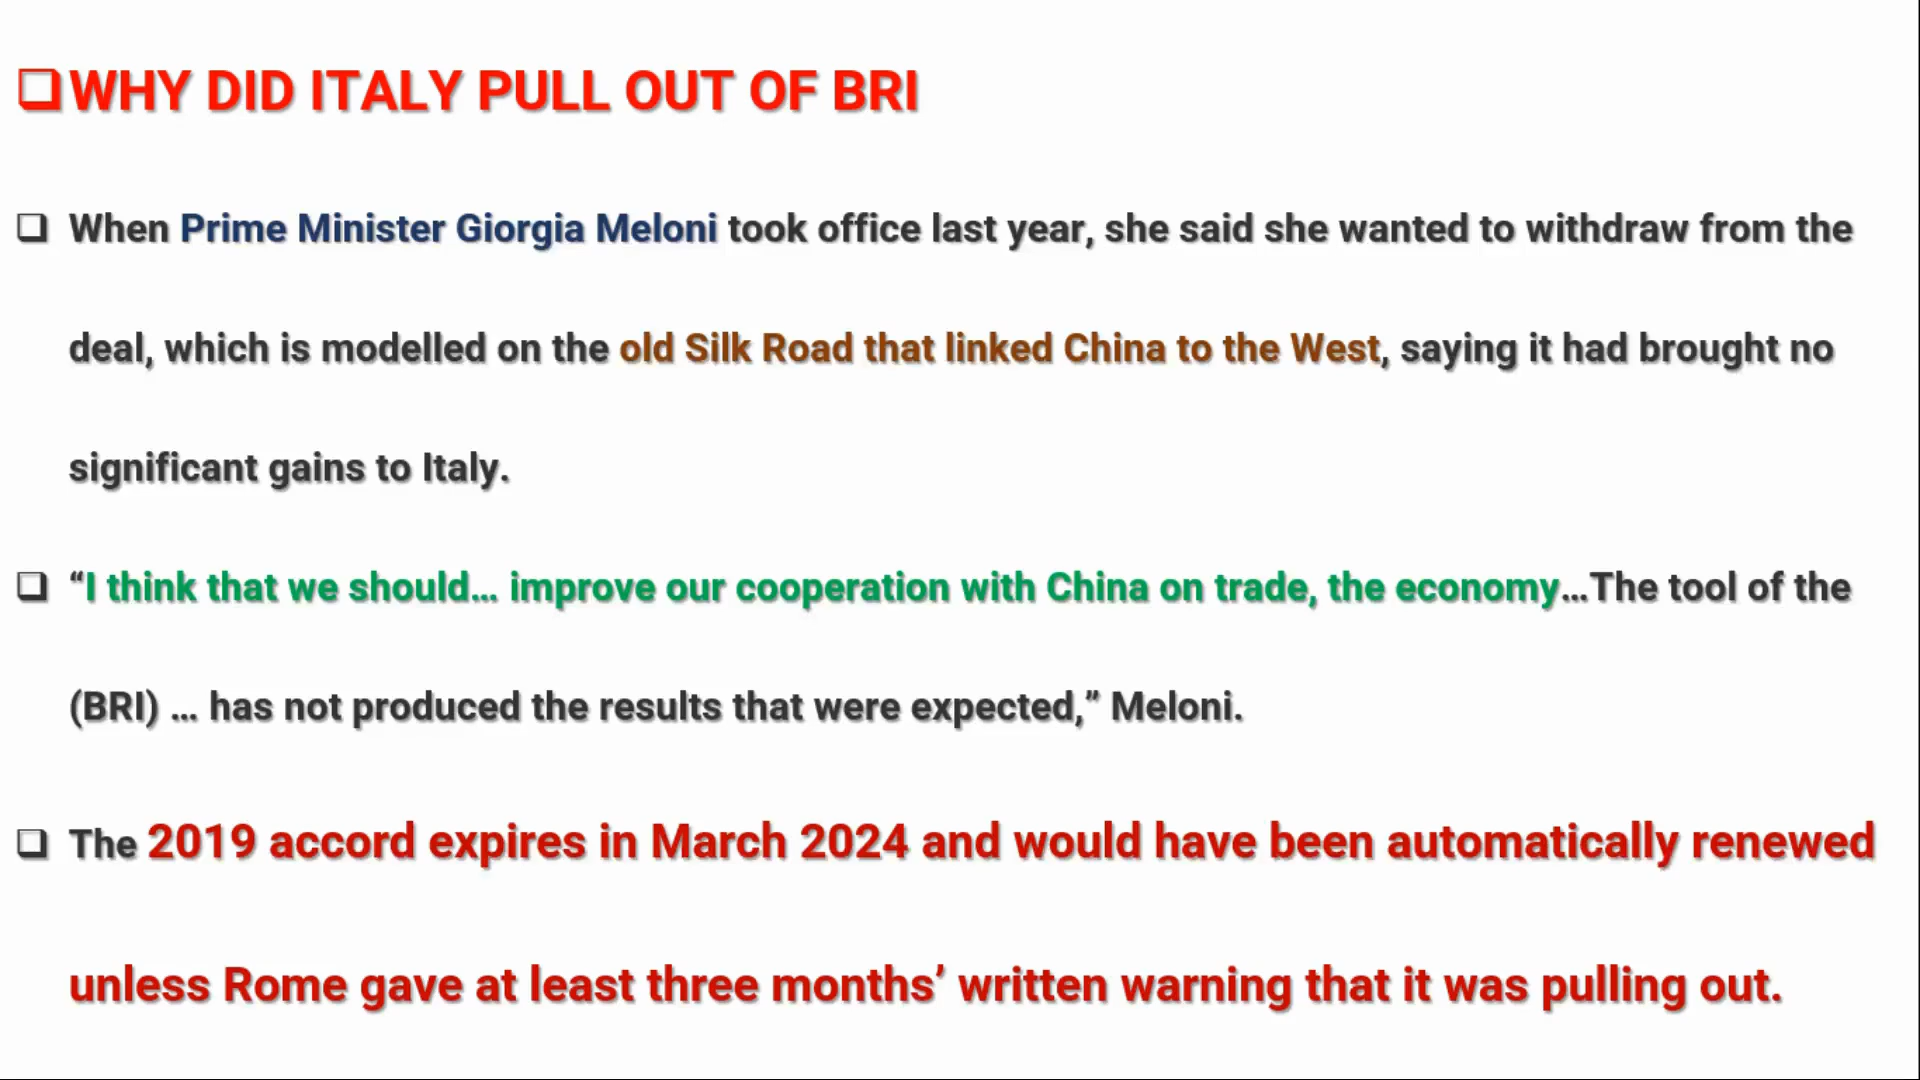 WHY DID ITALY PULL OUT OF BRI
When Prime Minister Giorgia Meloni took office last year, she said she wanted to withdraw from the
deal, which is modelled on the old Silk Road that linked China to the West, saying it had brought no
significant gains to Italy.
“I think that we should... improve our cooperation with China on trade, the economy...The tool of the
(BRI) ... has not produced the results that were expected,” Meloni.
The 2019 accord expires in March 2024 and would have been automatically renewed
unless Rome gave at least three months’ written warning that it was pulling out.